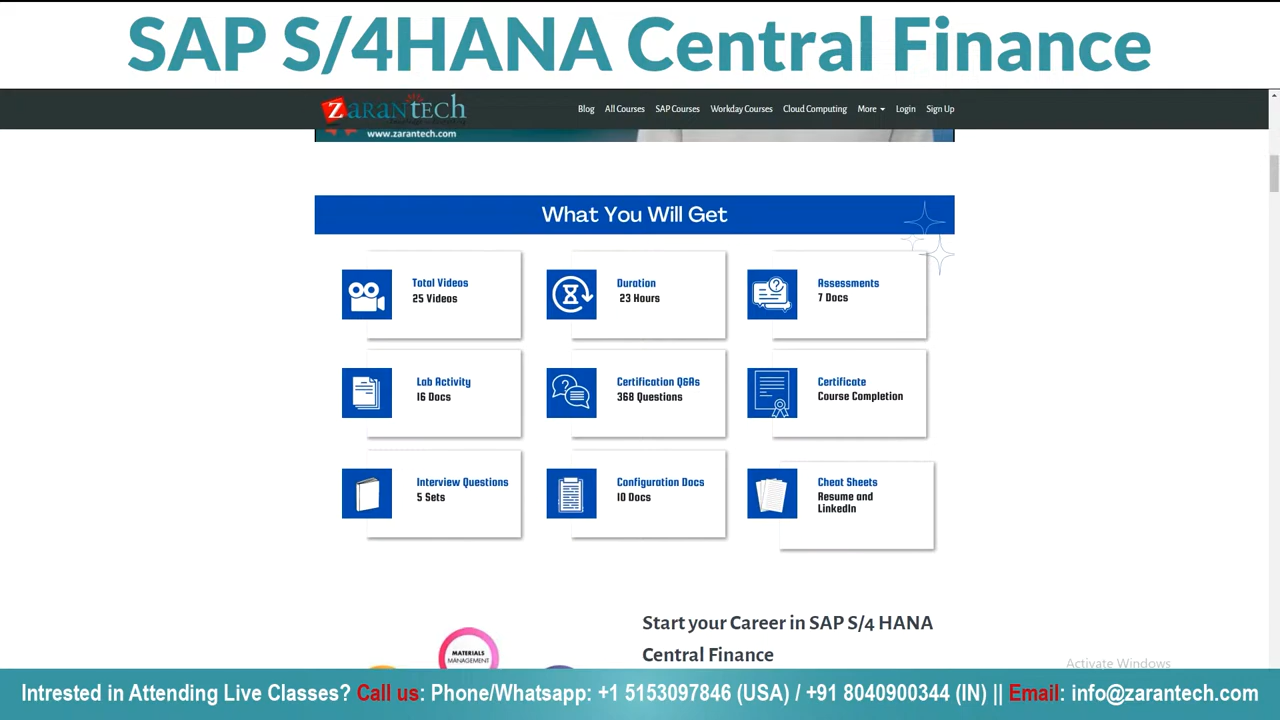 SAP S/4HANA Central Finance
ZARANTECH
Blog All Courses SAP Courses Workday Courses Cloud Computing More Login Sign Up
www.zarantech.com
What You Will Get
Total Videos
25 Videos
Duration
23 Hours
Assessments
7 Docs
Lab Activity
16 Docs
Certification Q&As
368 Questions
Certificate
Course Completion
Interview Questions
5 Sets
Configuration Docs
10 Docs
Cheat Sheets
Resume and
LinkedIn
Start your Career in SAP S/4 HANA
Central Finance
MATERIALS
MANAGEMENT
Activate Windows
Intrested in Attending Live Classes? Call us: Phone/Whatsapp: +1 5153097846 (USA) / +91 8040900344 (IN) || Email: info@zarantech.com